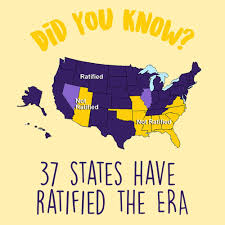 DID YOU KNOW?
Ratified
Not
Ratified
Not Ratified
37 STATES HAVE
RATIFIED THE ERA